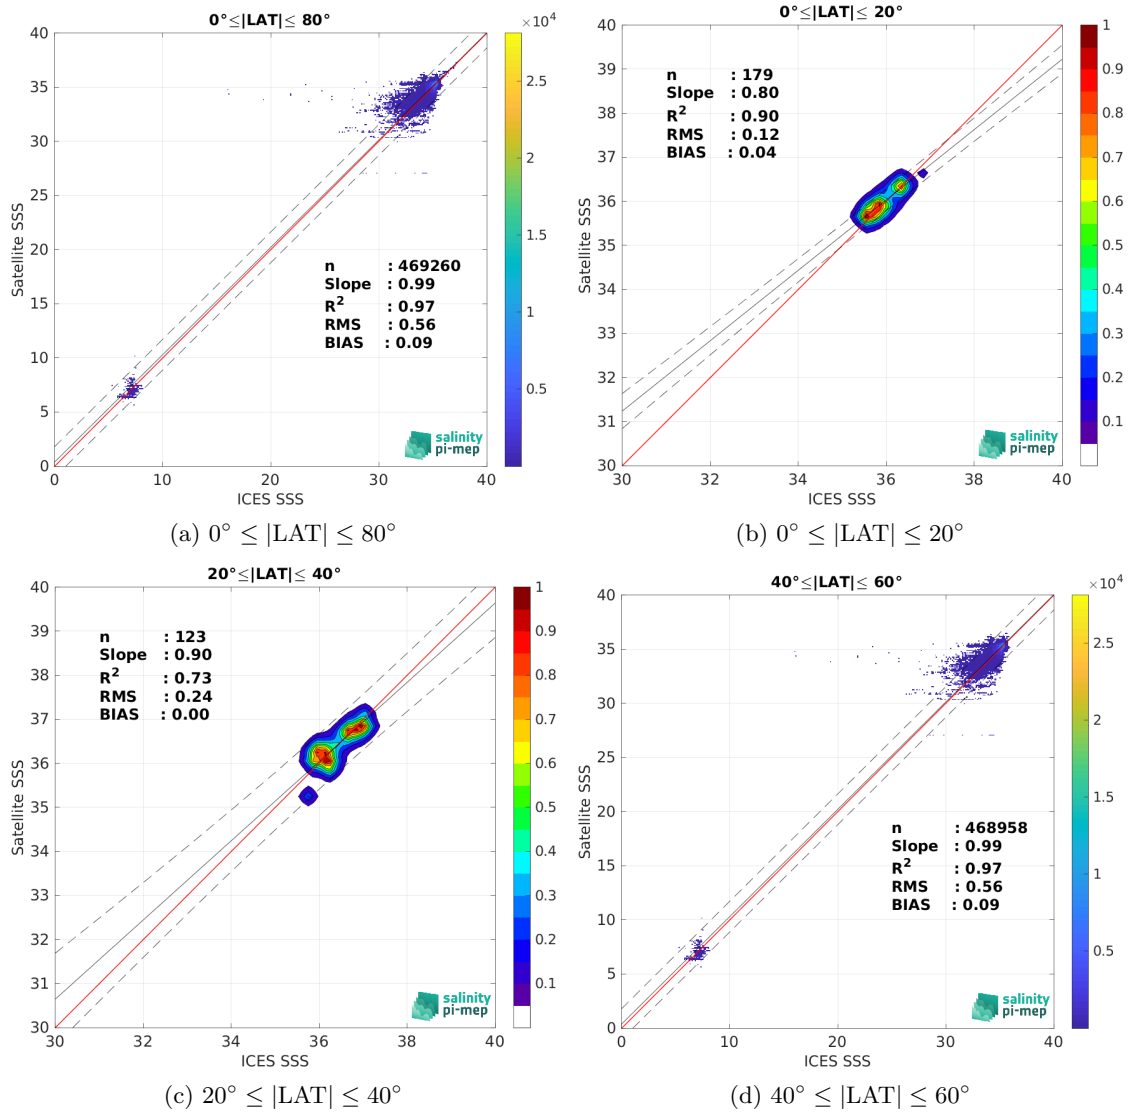 0°≤|LAT|≤ 80°
×10⁴
40
35
30
25
20
15
10
5
0
Satellite SSS
n : 469260
Slope : 0.99
R² : 0.97
RMS : 0.56
BIAS : 0.09
salinity
pi-mep
0 10 20 30 40
ICES SSS
2.5
2
1.5
1
0.5
(a) 0° ≤ |LAT| ≤ 80°
0°≤|LAT|≤ 20°
40
39
38
37
36
35
34
33
32
31
30
Satellite SSS
n : 179
Slope : 0.80
R² : 0.90
RMS : 0.12
BIAS : 0.04
salinity
pi-mep
30 32 34 36 38 40
ICES SSS
1
0.9
0.8
0.7
0.6
0.5
0.4
0.3
0.2
0.1
(b) 0° ≤ |LAT| ≤ 20°
20°≤|LAT|≤ 40°
40
39
38
37
36
35
34
33
32
31
30
Satellite SSS
n : 123
Slope : 0.90
R² : 0.73
RMS : 0.24
BIAS : 0.00
salinity
pi-mep
30 32 34 36 38 40
ICES SSS
1
0.9
0.8
0.7
0.6
0.5
0.4
0.3
0.2
0.1
(c) 20° ≤ |LAT| ≤ 40°
40°≤|LAT|≤ 60°
×10⁴
40
35
30
25
20
15
10
5
0
Satellite SSS
n : 468958
Slope : 0.99
R² : 0.97
RMS : 0.56
BIAS : 0.09
salinity
pi-mep
0 10 20 30 40
ICES SSS
2.5
2
1.5
1
0.5
(d) 40° ≤ |LAT| ≤ 60°